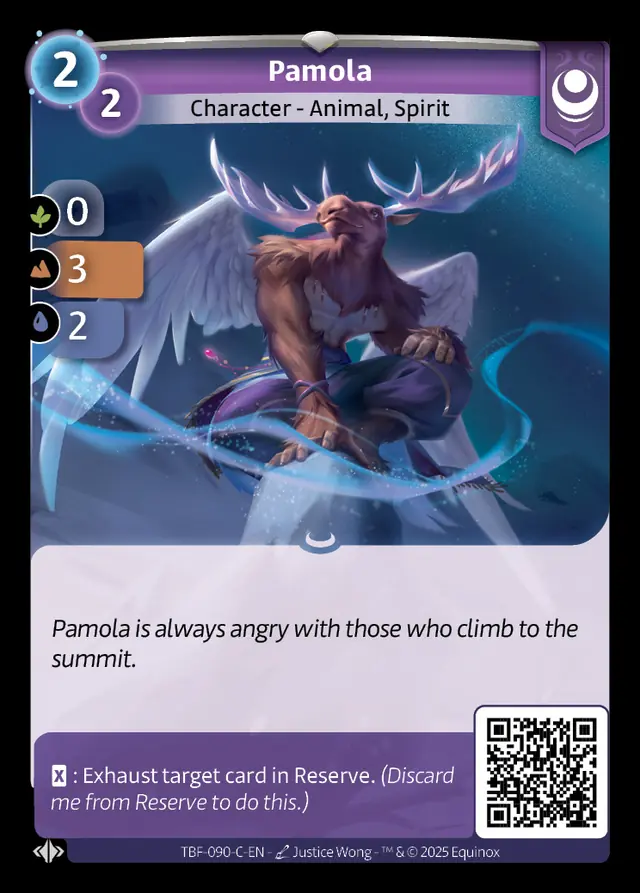 2
Pamola
2
Character - Animal, Spirit
0
3
2
Pamola is always angry with those who climb to the
summit.
X : Exhaust target card in Reserve. (Discard
me from Reserve to do this.)
TBF-090-C-EN - Justice Wong - ™ & © 2025 Equinox